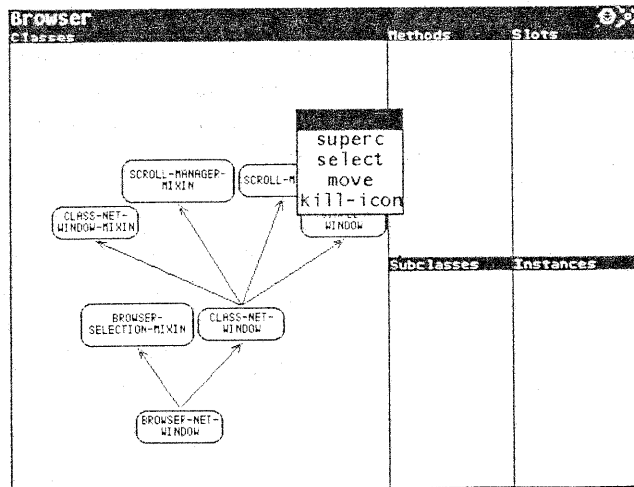 Browser
Classes
Methods
Slots
superc
select
move
kill-icon
SCROLL-MANAGER-
MIXIN
SCROLL-M
CLASS-NET-
WINDOW-MIXIN
WINDOW
Subclasses
Instances
BROWSER-
SELECTION-MIXIN
CLASS-NET-
WINDOW
BROWSER-NET-
WINDOW